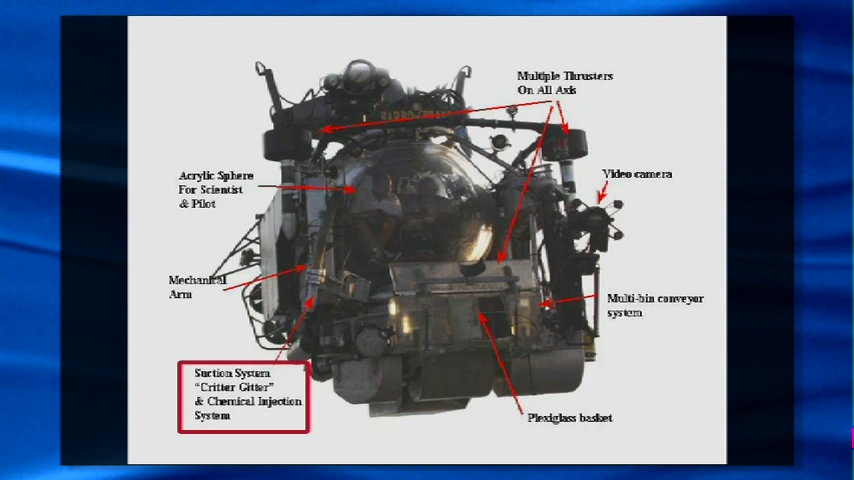 Multiple Thrusters
On All Axis
Acrylic Sphere
For Scientist
& Pilot
Video camera
Mechanical
Arm
Multi-bin conveyor
system
Suction System
"Critter Gitter"
& Chemical Injection
System
Plexiglass basket